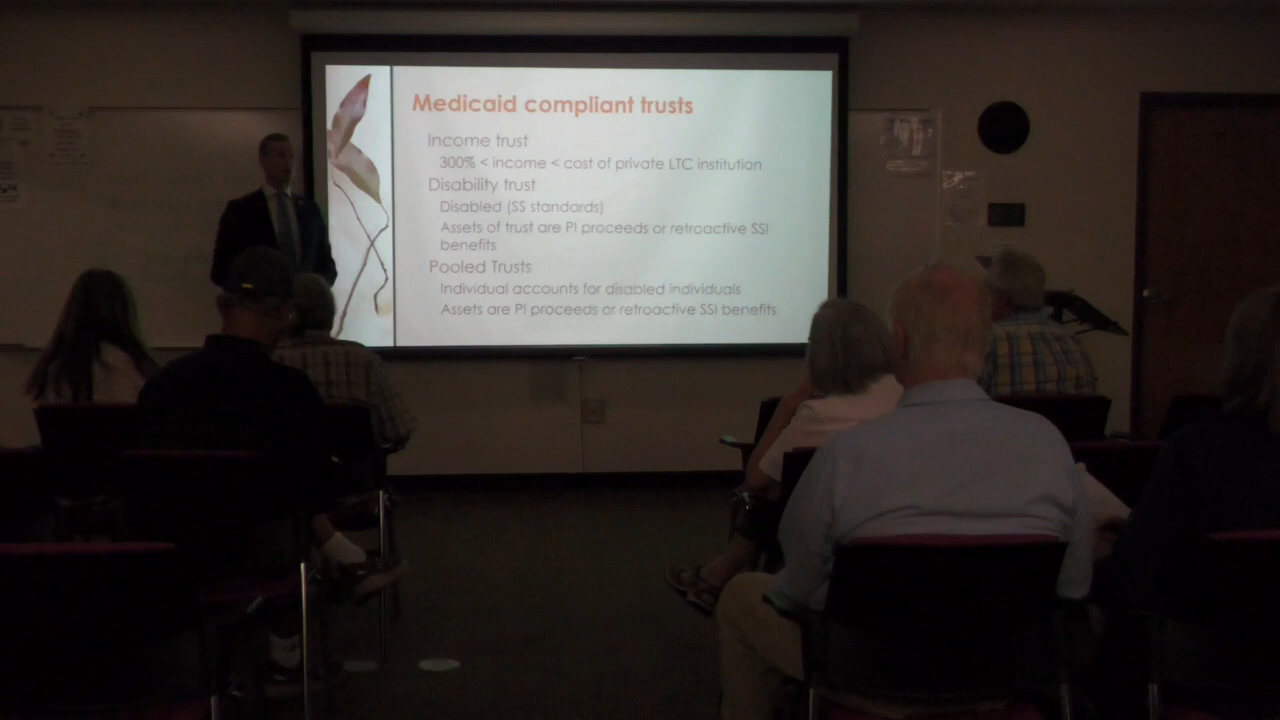 Medicaid compliant trusts
Income trust
300% < income < cost of private LTC institution
Disability trust
Disabled (SS standards)
Assets of trust are PI proceeds or retroactive SSI
benefits
Pooled Trusts
Individual accounts for disabled individuals
Assets are PI proceeds or retroactive SSI benefits